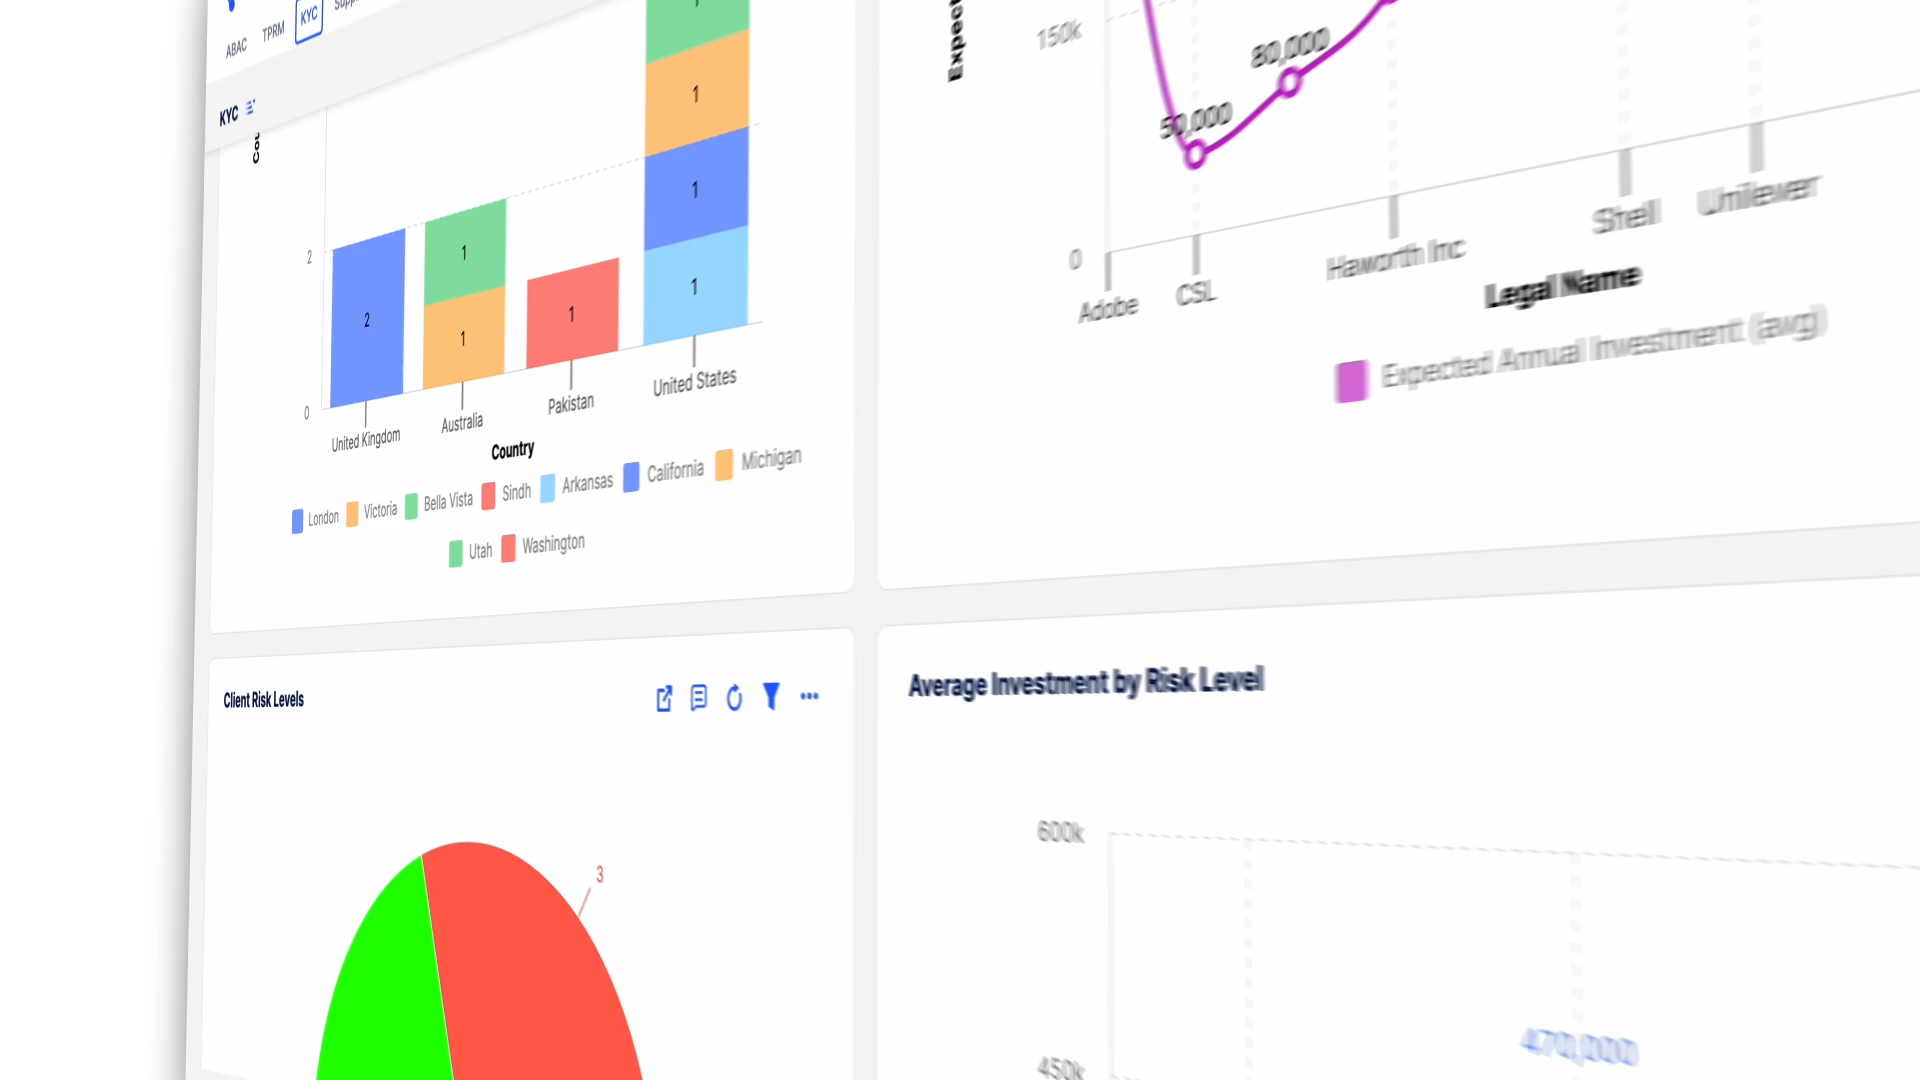 ABAC TPRM KYC
KYC
2
0
1
1
1
1
2
1
1
1
United Kingdom
Australia
Pakistan
United States
Country
London Victoria Bella Vista Sindh Arkansas California Michigan
Utah Washington
150k
0
50,000
80,000
Adobe
CSL
Haworth Inc
Shell
Unilever
Legal Name
Expected Annual Investment (avg)
Client Risk Levels
3
Average Investment by Risk Level
600k
450k
470,000